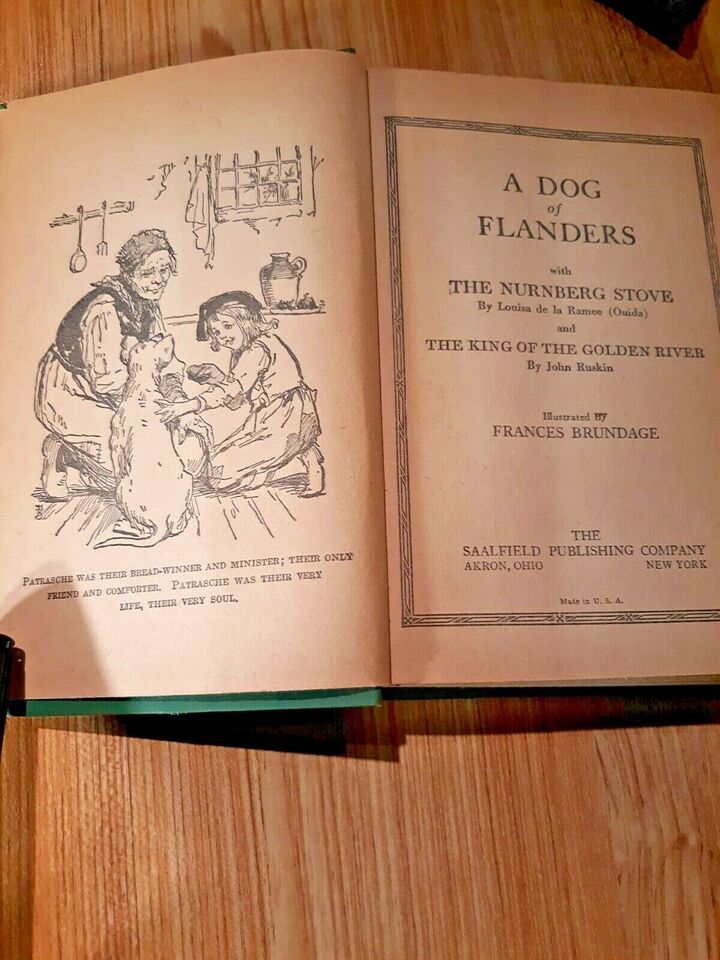 PATRASCHE WAS THEIR BREAD-WINNER AND MINISTER; THEIR ONLY
FRIEND AND COMFORTER. PATRASCHE WAS THEIR VERY
LIFE, THEIR VERY SOUL.
A DOG
of
FLANDERS
with
THE NURNBERG STOVE
By Louisa de la Ramee (Ouida)
and
THE KING OF THE GOLDEN RIVER
By John Ruskin
Illustrated BY
FRANCES BRUNDAGE
THE
SAALFIELD PUBLISHING COMPANY
AKRON, OHIO NEW YORK
Made in U. S. A.